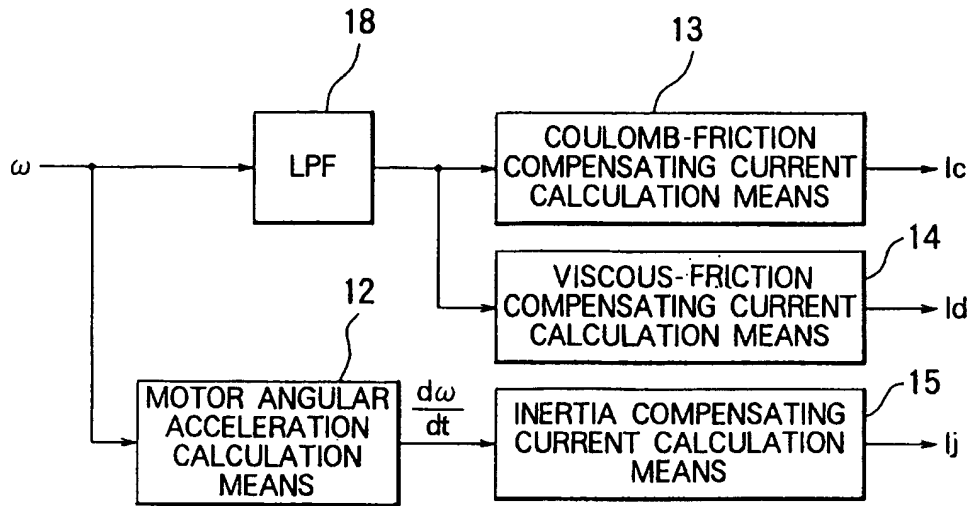 18
13
ω
LPF
COULOMB-FRICTION
COMPENSATING CURRENT
CALCULATION MEANS
Ic
14
VISCOUS-FRICTION
COMPENSATING CURRENT
CALCULATION MEANS
Id
12
MOTOR ANGULAR
ACCELERATION
CALCULATION
MEANS
dω
dt
15
INERTIA COMPENSATING
CURRENT CALCULATION
MEANS
Ij